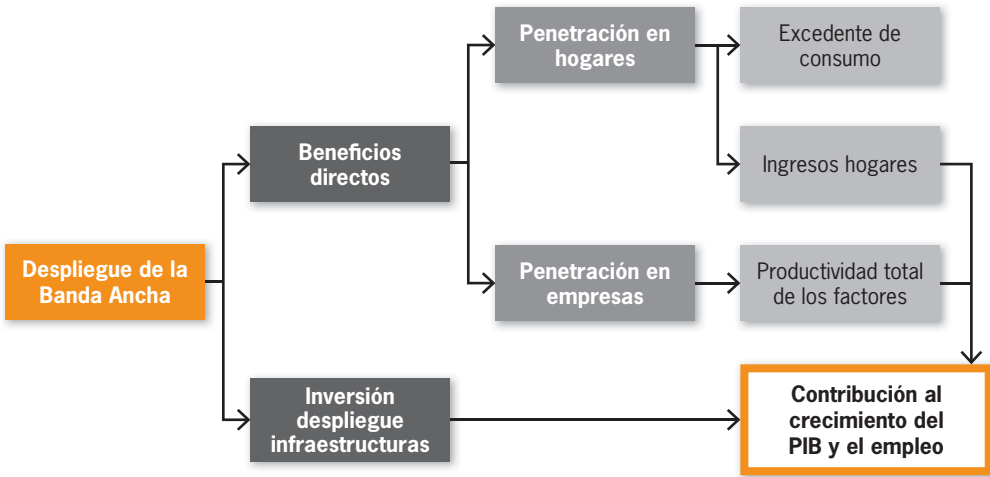 Despliegue de la
Banda Ancha
Beneficios
directos
Inversión
despliegue
infraestructuras
Penetración en
hogares
Penetración en
empresas
Excedente de
consumo
Ingresos hogares
Productividad total
de los factores
Contribución al
crecimiento del
PIB y el empleo